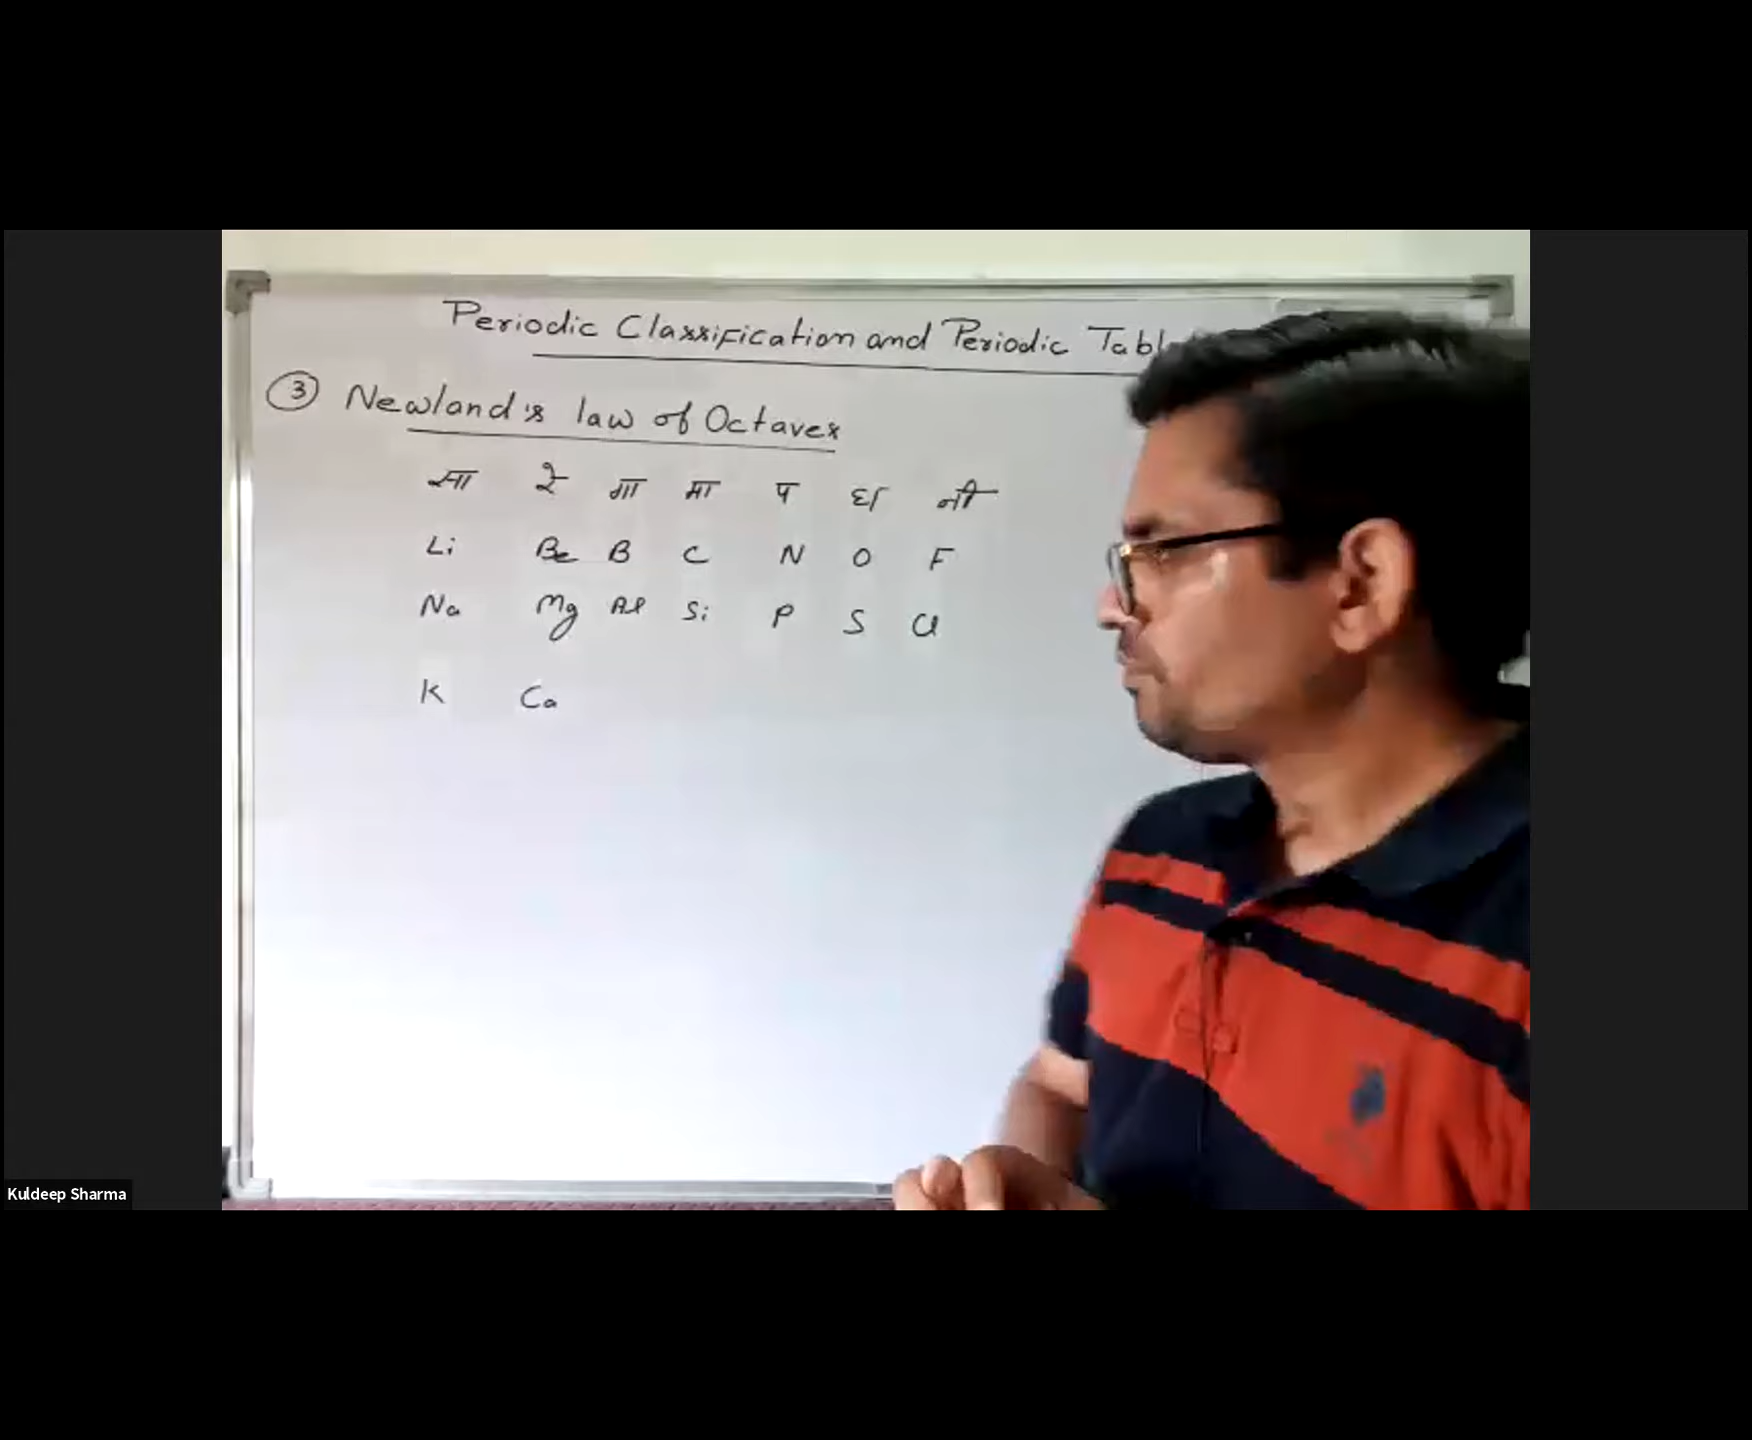 Periodic Classification and Periodic Tabl
③ Newland's law of Octaves
सा रे गा मा प धा नी
Li Be B C N O F
Na Mg Al Si P S Cl
K Ca
Kuldeep Sharma